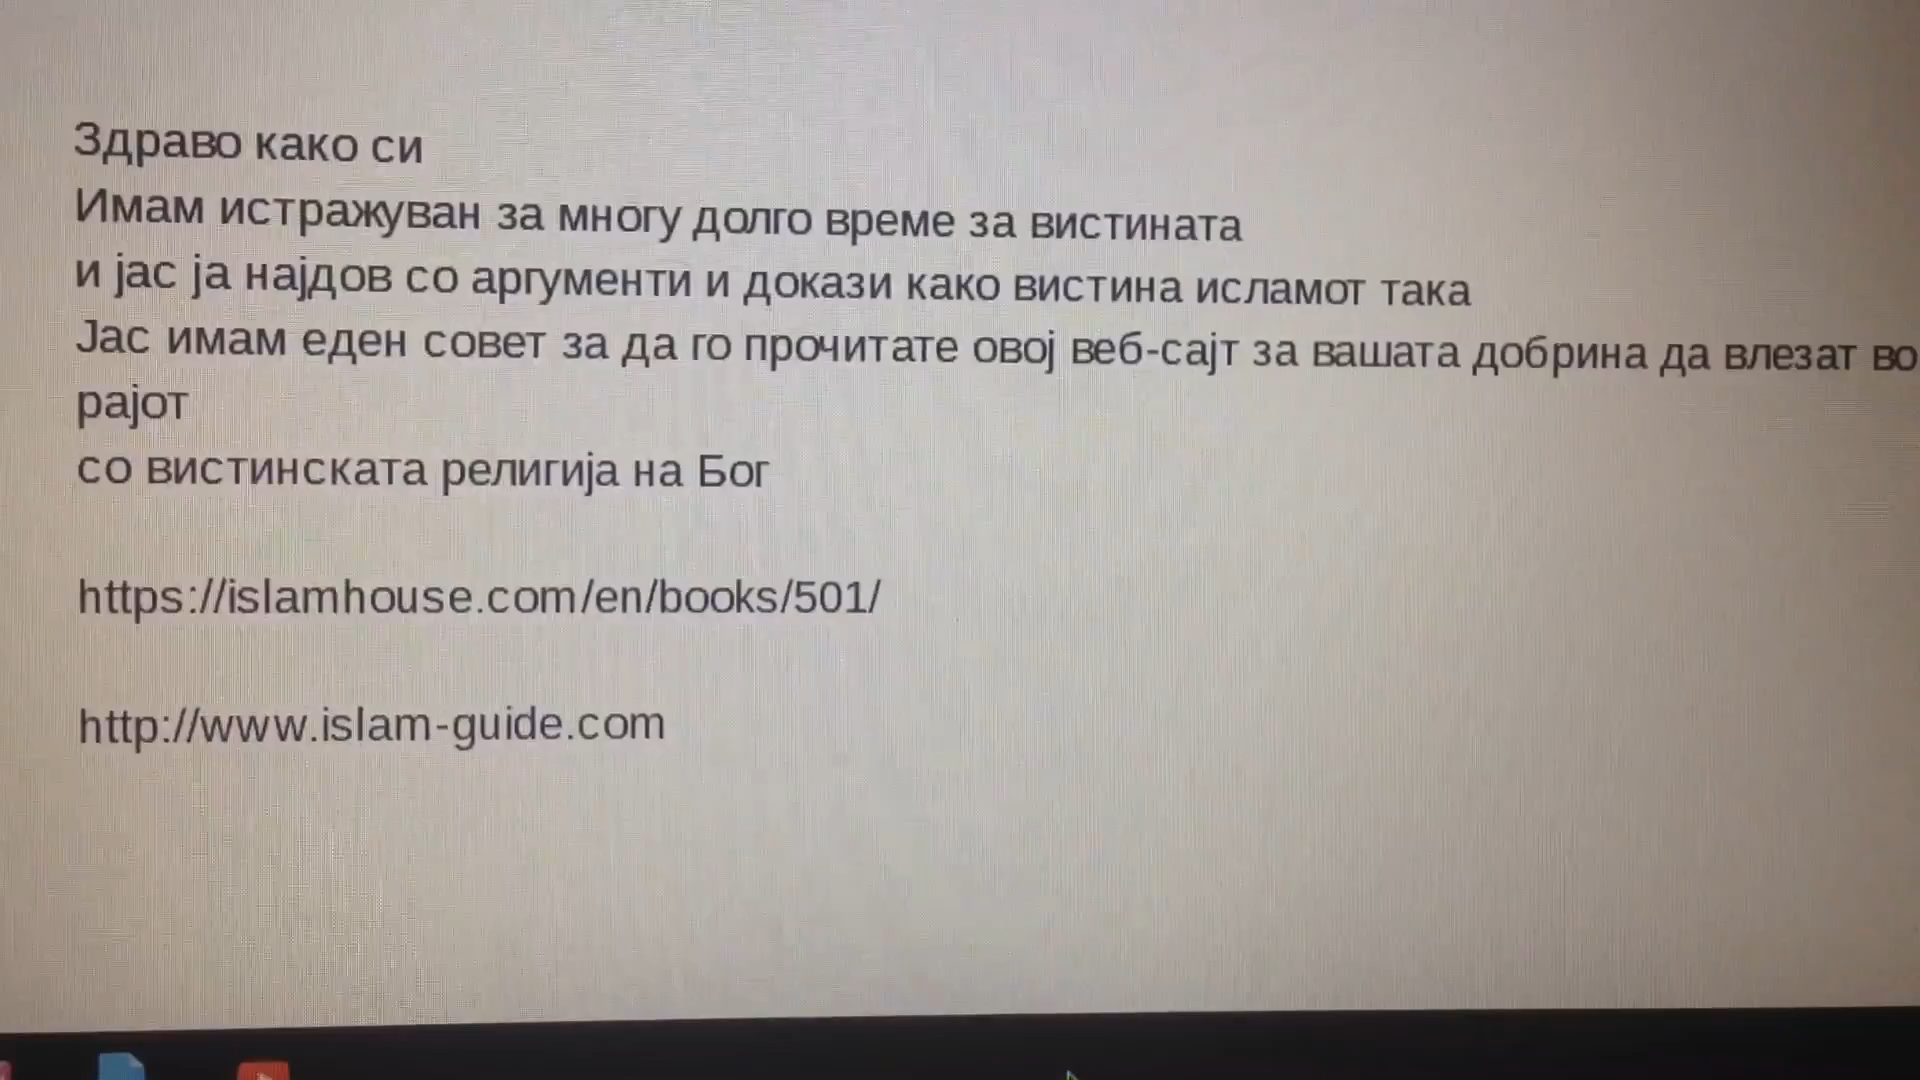 Здраво како си
Имам истражуван за многу долго време за вистината
и јас ја најдов со аргументи и докази како вистина исламот така
Јас имам еден совет за да го прочитате овој веб-сајт за вашата добрина да влезат во
рајот
со вистинската религија на Бог
https://islamhouse.com/en/books/501/
http://www.islam-guide.com